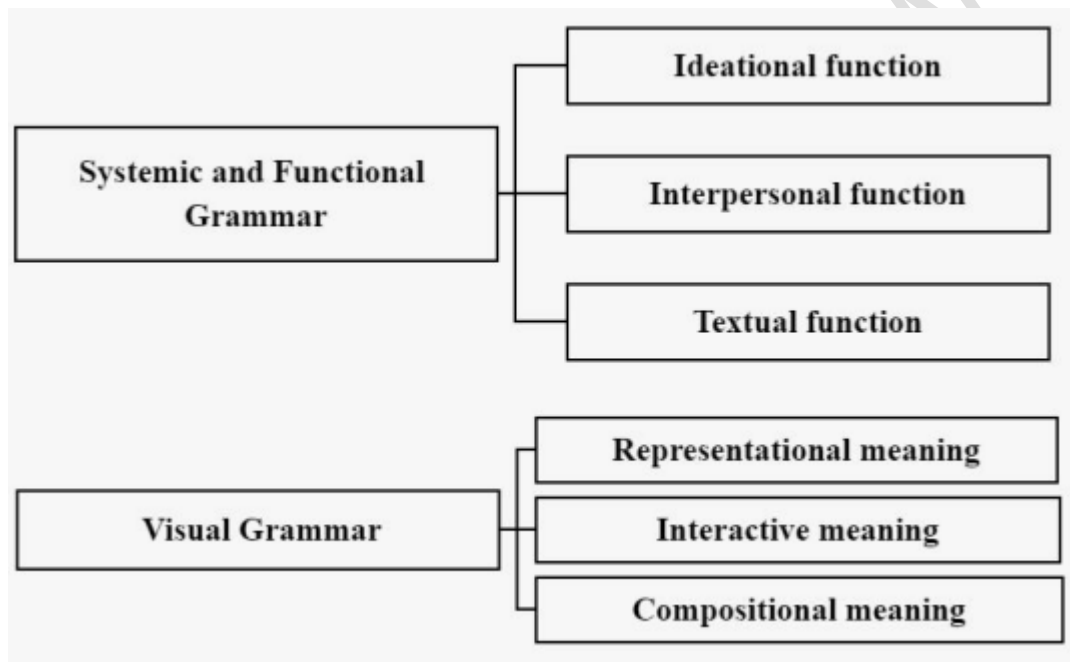 Ideational function
Systemic and Functional
Grammar
Interpersonal function
Textual function
Representational meaning
Visual Grammar
Interactive meaning
Compositional meaning